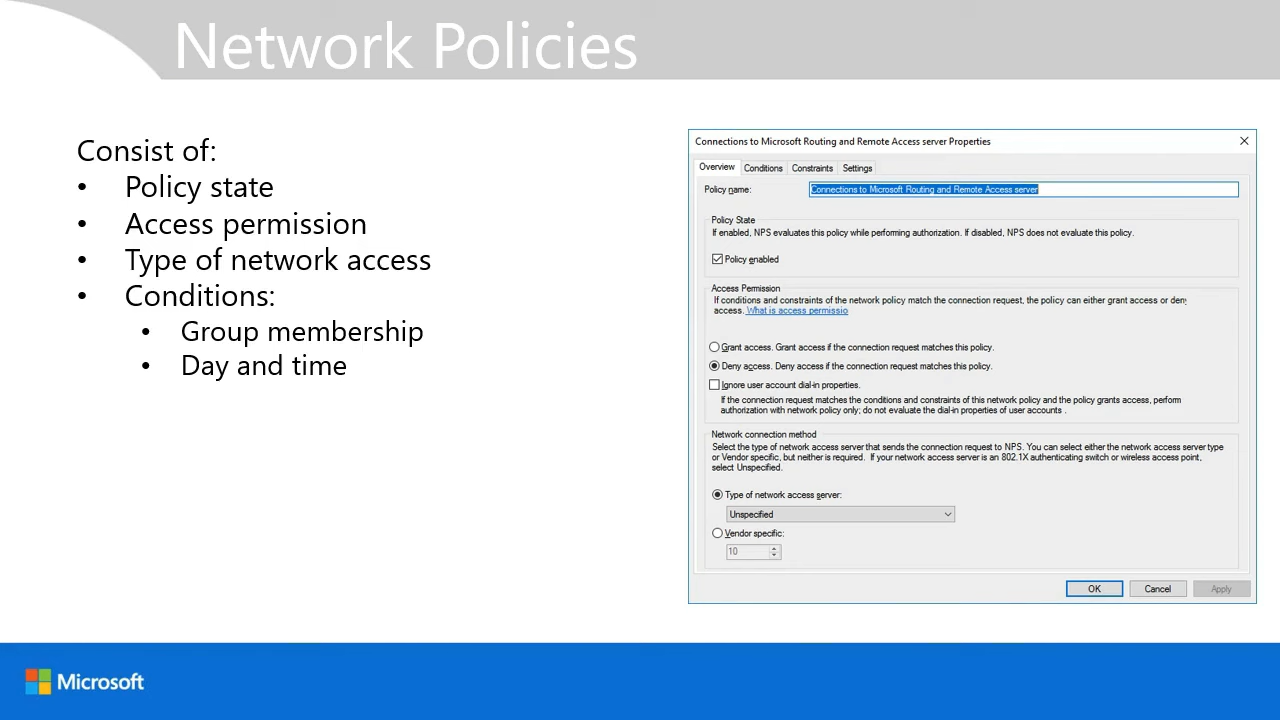 Network Policies
Consist of:
• Policy state
• Access permission
• Type of network access
• Conditions:
• Group membership
• Day and time
Connections to Microsoft Routing and Remote Access server Properties
Overview Conditions Constraints Settings
Policy name: Connections to Microsoft Routing and Remote Access server
Policy State
If enabled, NPS evaluates this policy while performing authorization. If disabled, NPS does not evaluate this policy.
Policy enabled
Access Permission
If conditions and constraints of the network policy match the connection request, the policy can either grant access or deny
access. What is access permissio
Grant access. Grant access if the connection request matches this policy.
Deny access. Deny access if the connection request matches this policy.
Ignore user account dial-in properties.
If the connection request matches the conditions and constraints of this network policy and the policy grants access, perform
authorization with network policy only; do not evaluate the dial-in properties of user accounts .
Network connection method
Select the type of network access server that sends the connection request to NPS. You can select either the network access server type
or Vendor specific, but neither is required. If your network access server is an 802.1X authenticating switch or wireless access point,
select Unspecified.
Type of network access server:
Unspecified
Vendor specific:
10
OK Cancel Apply
Microsoft